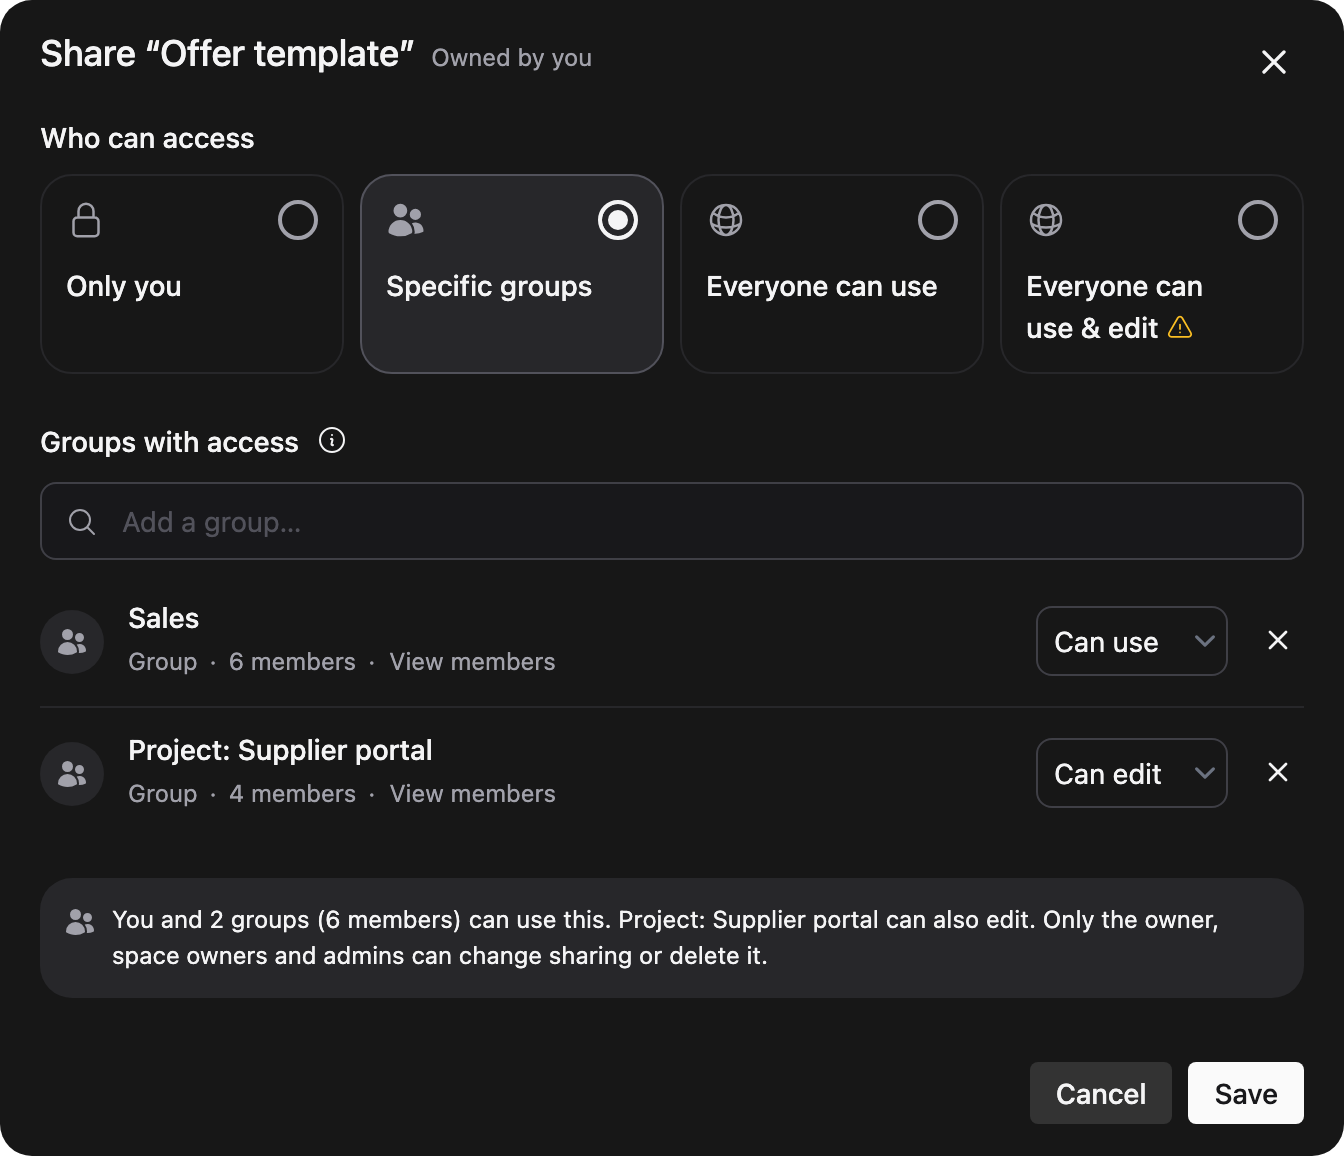 Share “Offer template” Owned by you
Who can access
Only you
Specific groups
Everyone can use
Everyone can
use & edit
Groups with access
Add a group...
Sales
Group · 6 members · View members
Can use
Project: Supplier portal
Group · 4 members · View members
Can edit
You and 2 groups (6 members) can use this. Project: Supplier portal can also edit. Only the owner,
space owners and admins can change sharing or delete it.
Cancel
Save